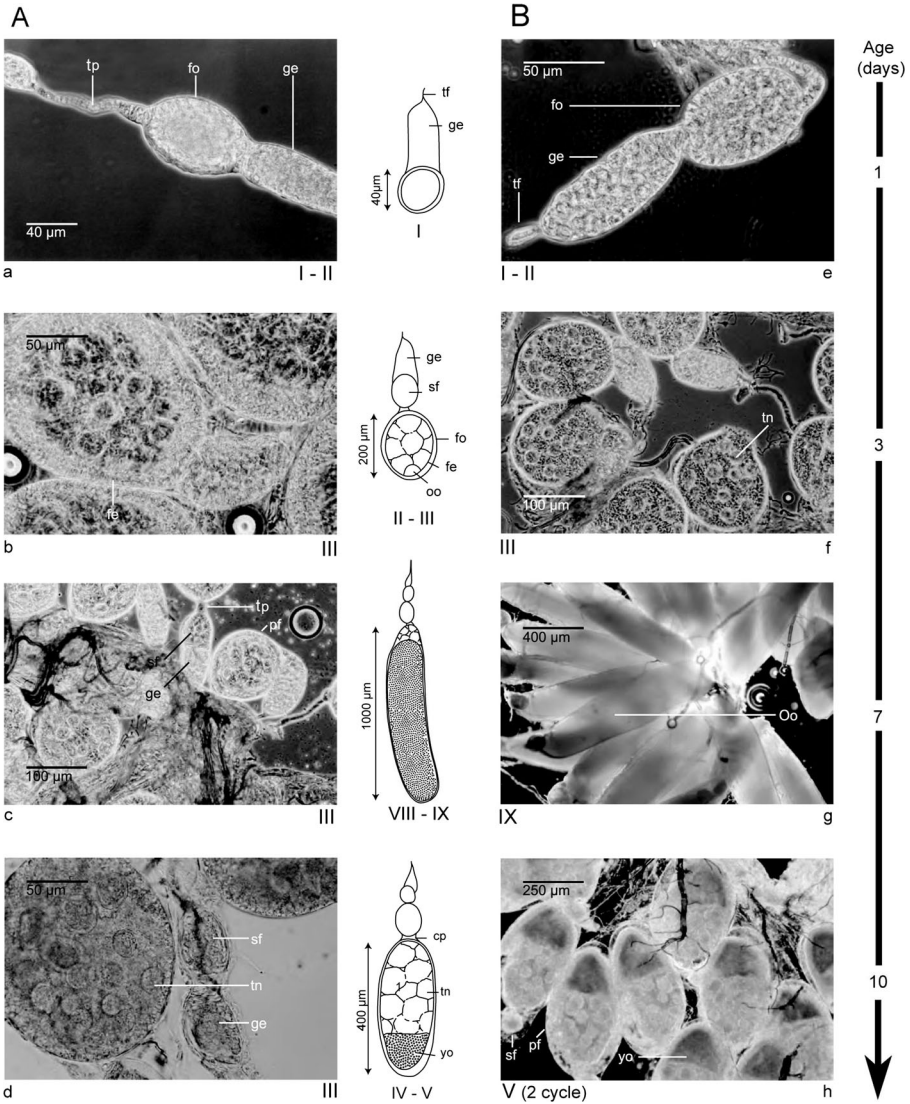 A
B
Age
(days)
tp
fo
ge
40 µm
a
I - II
tf
ge
40µm
I
50 µm
fo
ge
tf
I - II
e
1
50 µm
fe
b
III
ge
sf
200 µm
fo
fe
oo
II - III
tn
100 µm
III
f
3
tp
pf
sf
ge
100 µm
c
III
1000 µm
VIII - IX
400 µm
Oo
IX
g
7
50 µm
sf
tn
ge
d
III
cp
400 µm
tn
yo
IV - V
250 µm
sf
pf
yo
V (2 cycle)
h
10